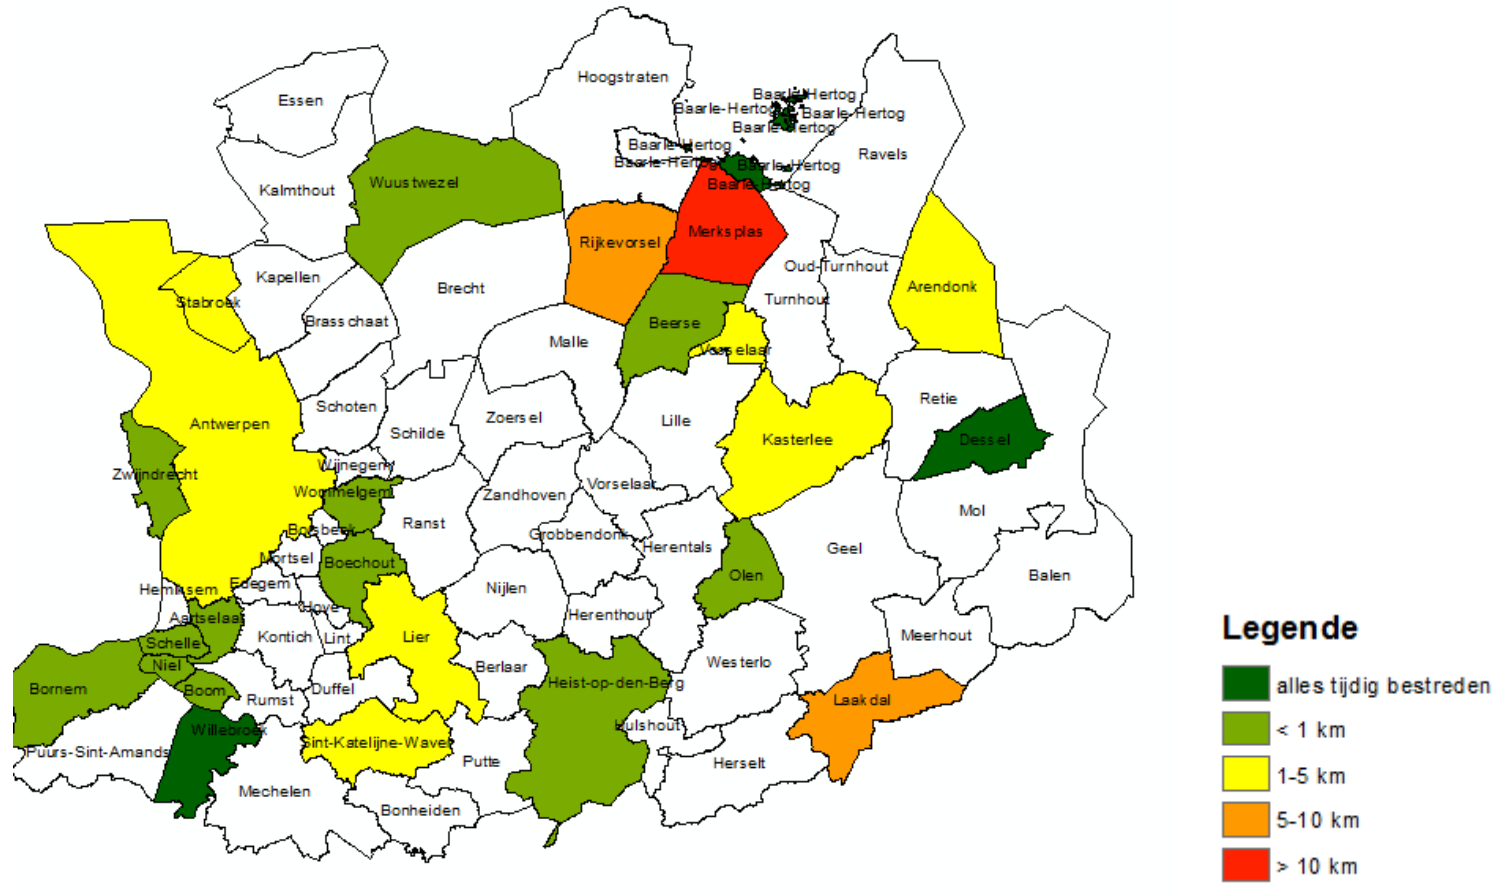 Hoogstraten
Essen
Baarle-Hertog
Baarle-Hertog
Baarle-Hertog
Baarle-Hertog
Baarle-Hertog
Baarle-Hertog
Baarle-Hertog
Baarle-Hertog
Ravels
Kalmthout
Wuustwezel
Rijkevorsel
Merksplas
Oud-Turnhout
Kapellen
Brecht
Arendonk
Stabroek
Turnhout
Brasschaat
Beerse
Malle
Vosselaar
Retie
Schoten
Zoersel
Lille
Antwerpen
Schilde
Kasterlee
Dessel
Wijnegem
Zwijndrecht
Vorselaar
Wommelgem
Zandhoven
Mol
Ranst
Borsbeek
Grobbendonk
Herentals
Geel
Mortsel
Boechout
Olen
Balen
Edegem
Hemiksem
Nijlen
Hove
Herenthout
Aartselaar
Kontich
Lint
Lier
Meerhout
Schelle
Niel
Westerlo
Berlaar
Heist-op-den-Berg
Bornem
Boom
Duffel
Rumst
Laakdal
Hulshout
Willebroek
Sint-Katelijne-Waver
Puurs-Sint-Amands
Putte
Herselt
Mechelen
Bonheiden
Legende
alles tijdig bestreden
< 1 km
1-5 km
5-10 km
> 10 km